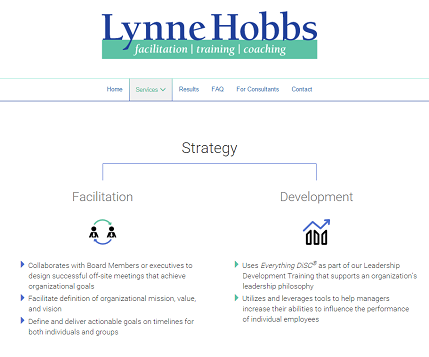 Lynne Hobbs
facilitation | training | coaching
Home Services Results FAQ For Consultants Contact
Strategy
Facilitation
Collaborates with Board Members or executives to
design successful off-site meetings that achieve
organizational goals
Facilitate definition of organizational mission, value,
and vision
Define and deliver actionable goals on timelines for
both individuals and groups
Development
Uses Everything DiSC® as part of our Leadership
Development Training that supports an organization's
leadership philosophy
Utilizes and leverages tools to help managers
increase their abilities to influence the performance
of individual employees